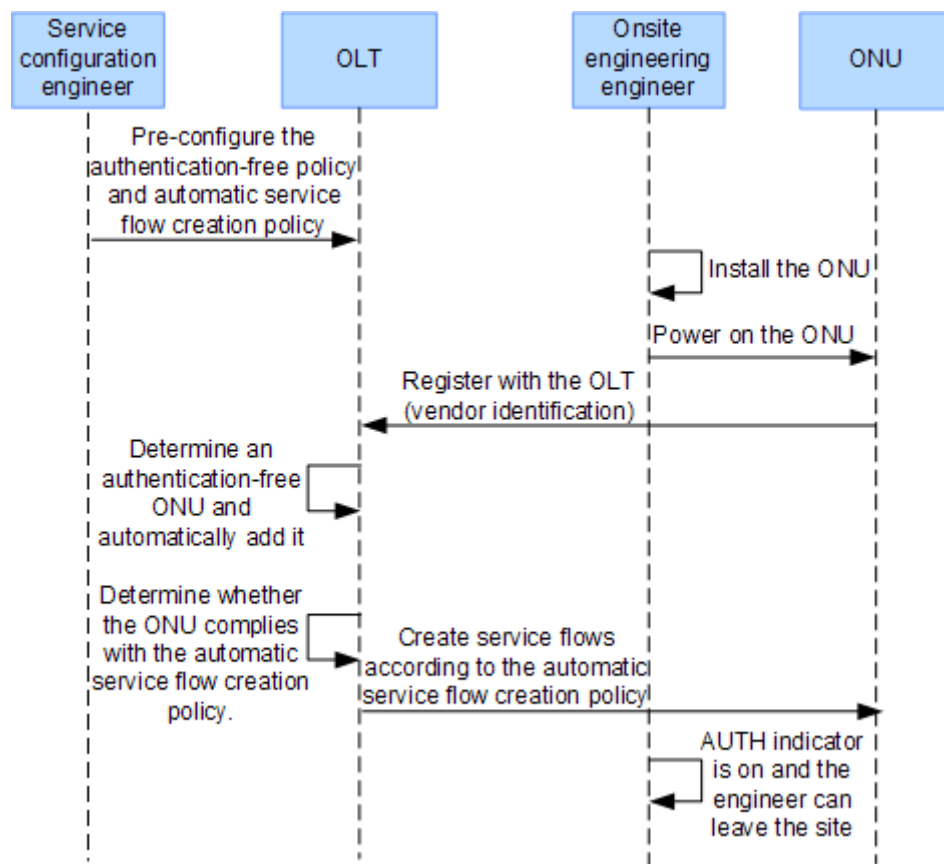 Service
configuration
engineer
OLT
Onsite
engineering
engineer
ONU
Pre-configure the
authentication-free policy
and automatic service
flow creation policy
Install the ONU
Power on the ONU
Register with the OLT
(vendor identification)
Determine an
authentication-free
ONU and
automatically add it
Determine whether
the ONU complies
with the automatic
service flow creation
policy.
Create service flows
according to the automatic
service flow creation policy
AUTH indicator
is on and the
engineer can
leave the site